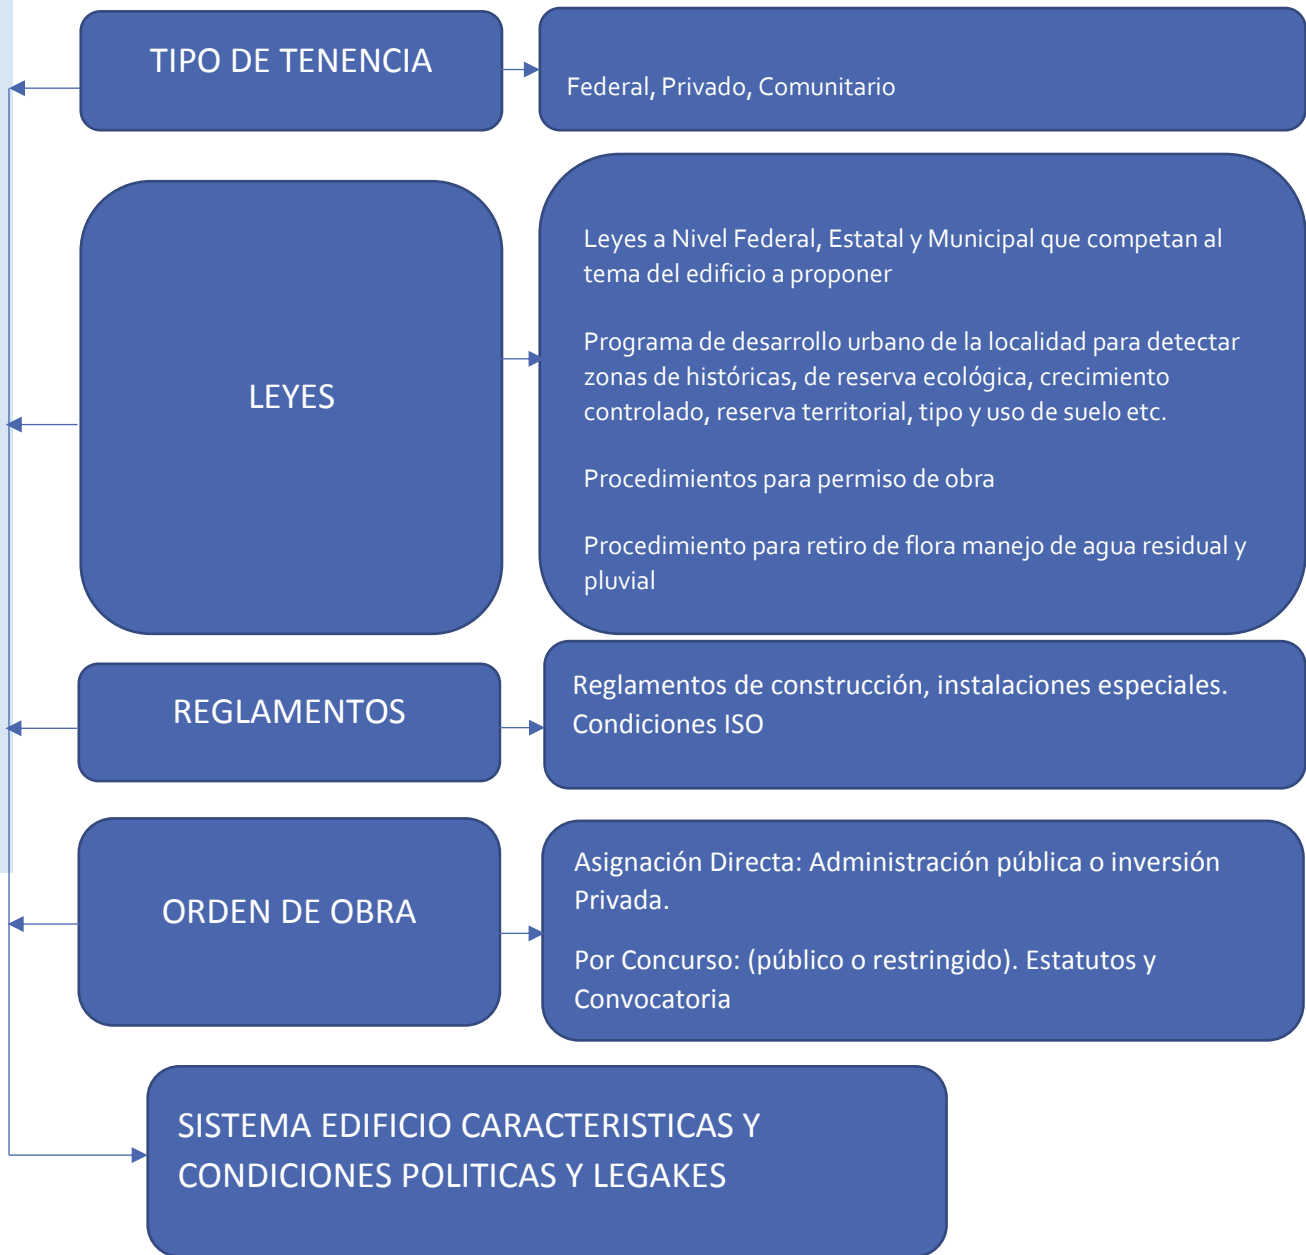 TIPO DE TENENCIA
Federal, Privado, Comunitario
LEYES
Leyes a Nivel Federal, Estatal y Municipal que competan al
tema del edificio a proponer
Programa de desarrollo urbano de la localidad para detectar
zonas de históricas, de reserva ecológica, crecimiento
controlado, reserva territorial, tipo y uso de suelo etc.
Procedimientos para permiso de obra
Procedimiento para retiro de flora manejo de agua residual y
pluvial
REGLAMENTOS
Reglamentos de construcción, instalaciones especiales.
Condiciones ISO
ORDEN DE OBRA
Asignación Directa: Administración pública o inversión
Privada.
Por Concurso: (público o restringido). Estatutos y
Convocatoria
SISTEMA EDIFICIO CARACTERISTICAS Y
CONDICIONES POLITICAS Y LEGAKES